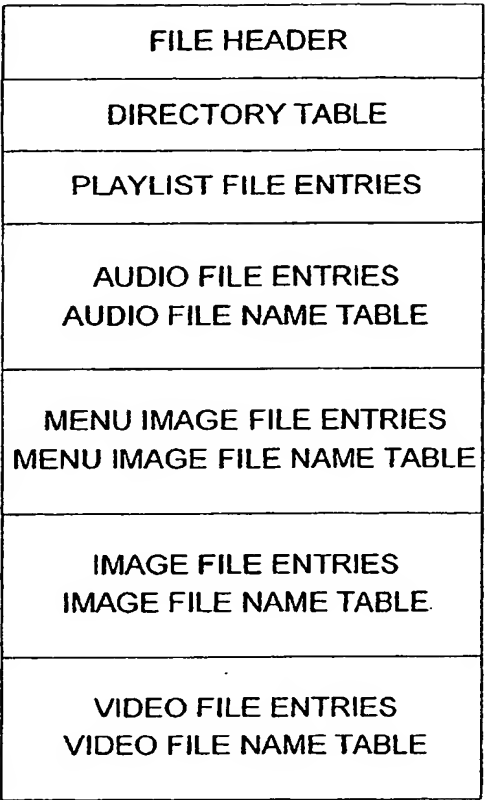 FILE HEADER
DIRECTORY TABLE
PLAYLIST FILE ENTRIES
AUDIO FILE ENTRIES
AUDIO FILE NAME TABLE
MENU IMAGE FILE ENTRIES
MENU IMAGE FILE NAME TABLE
IMAGE FILE ENTRIES
IMAGE FILE NAME TABLE
VIDEO FILE ENTRIES
VIDEO FILE NAME TABLE